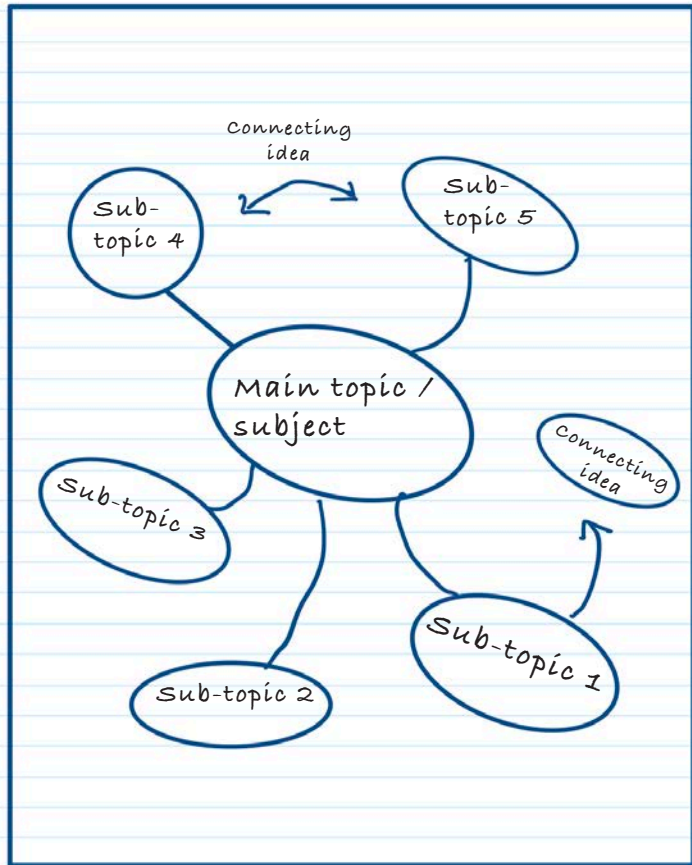 Connecting
idea
Sub-
topic 4
Sub-
topic 5
Main topic /
subject
Connecting
idea
Sub-topic 3
Sub-topic 1
Sub-topic 2